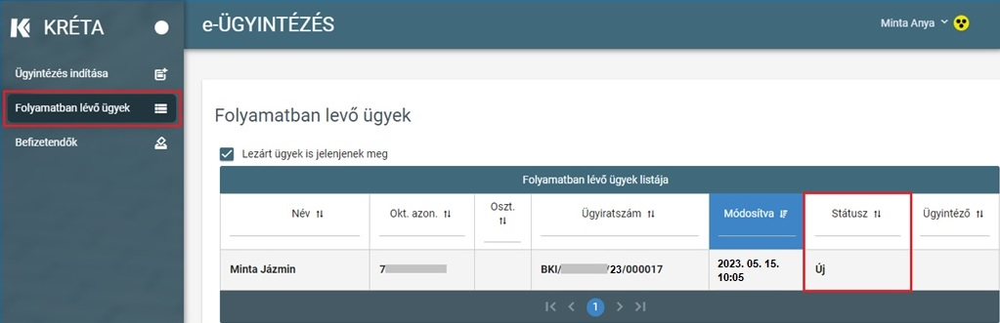 KRÉTA
e-ÜGYINTÉZÉS
Minta Anya
Ügyintézés indítása
Folyamatban lévő ügyek
Befizetendők
Folyamatban levő ügyek
Lezárt ügyek is jelenjenek meg
Folyamatban lévő ügyek listája
Név Okt. azon. Oszt. Ügyiratszám Módosítva Státusz Ügyintéző
Minta Jázmin 7 BKI/ /23/000017 2023. 05. 15. Új
10:05
1